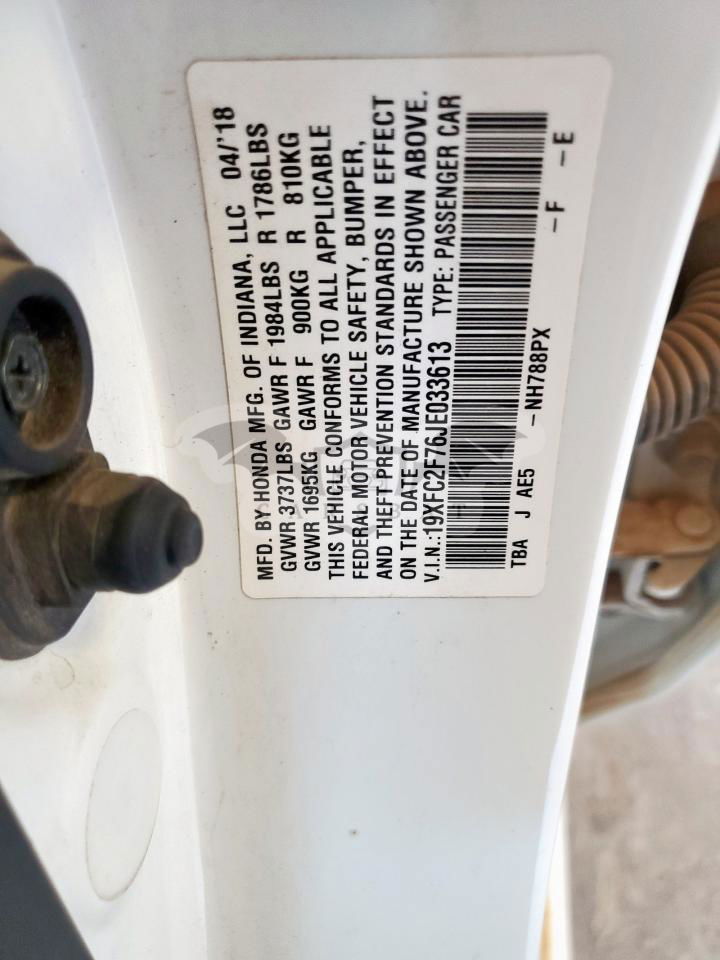 MFD. BY HONDA MFG. OF INDIANA, LLC 04/'18
GVWR 3737LBS GAWR F 1984LBS R 1786LBS
GVWR 1695KG GAWR F 900KG R 810KG
THIS VEHICLE CONFORMS TO ALL APPLICABLE
FEDERAL MOTOR VEHICLE SAFETY, BUMPER,
AND THEFT PREVENTION STANDARDS IN EFFECT
ON THE DATE OF MANUFACTURE SHOWN ABOVE.
V.I.N.:19XFC2F76JE033613 TYPE: PASSENGER CAR
TBA J AE5 -NH788PX -F -E